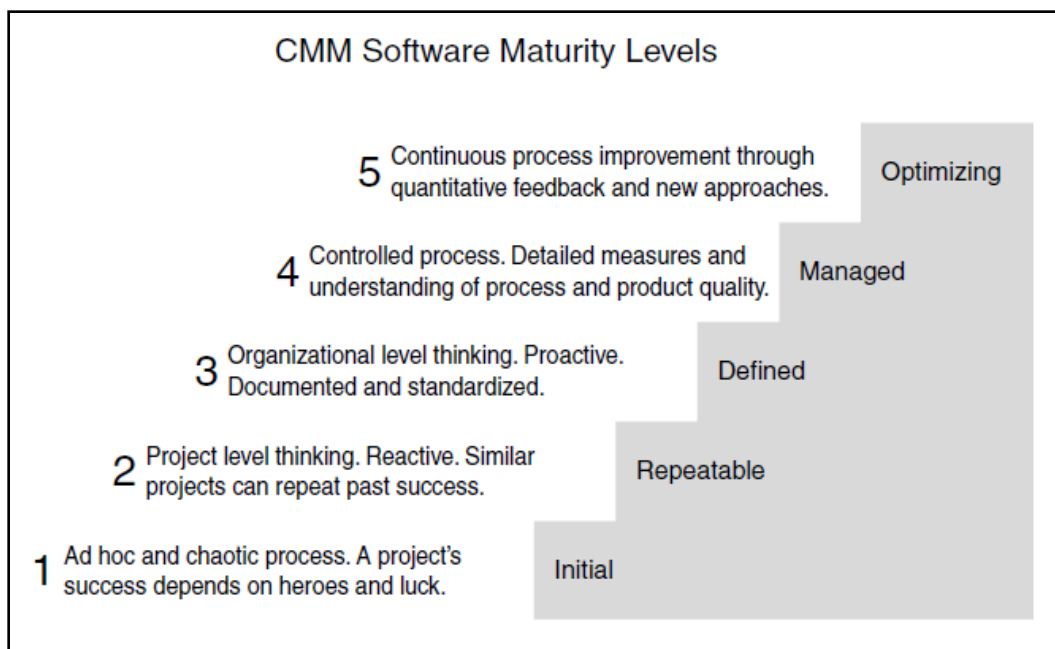 CMM Software Maturity Levels
5 Continuous process improvement through
quantitative feedback and new approaches.
Optimizing
4 Controlled process. Detailed measures and
understanding of process and product quality.
Managed
3 Organizational level thinking. Proactive.
Documented and standardized.
Defined
2 Project level thinking. Reactive. Similar
projects can repeat past success.
Repeatable
1 Ad hoc and chaotic process. A project's
success depends on heroes and luck.
Initial